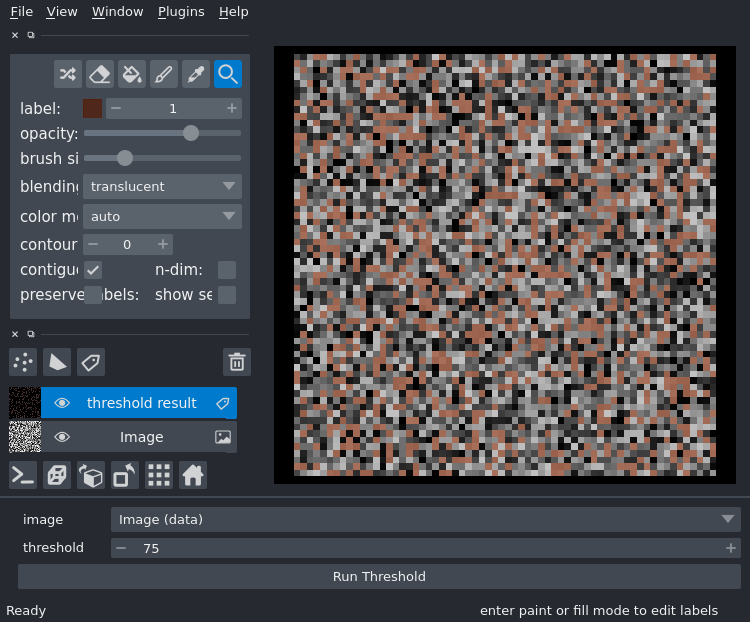 File View Window Plugins Help
label: 1
opacity:
brush si
blending translucent
color m auto
contour 0
contigu n-dim:
preserve abels: show se
threshold result
Image
image Image (data)
threshold 75
Run Threshold
Ready enter paint or fill mode to edit labels